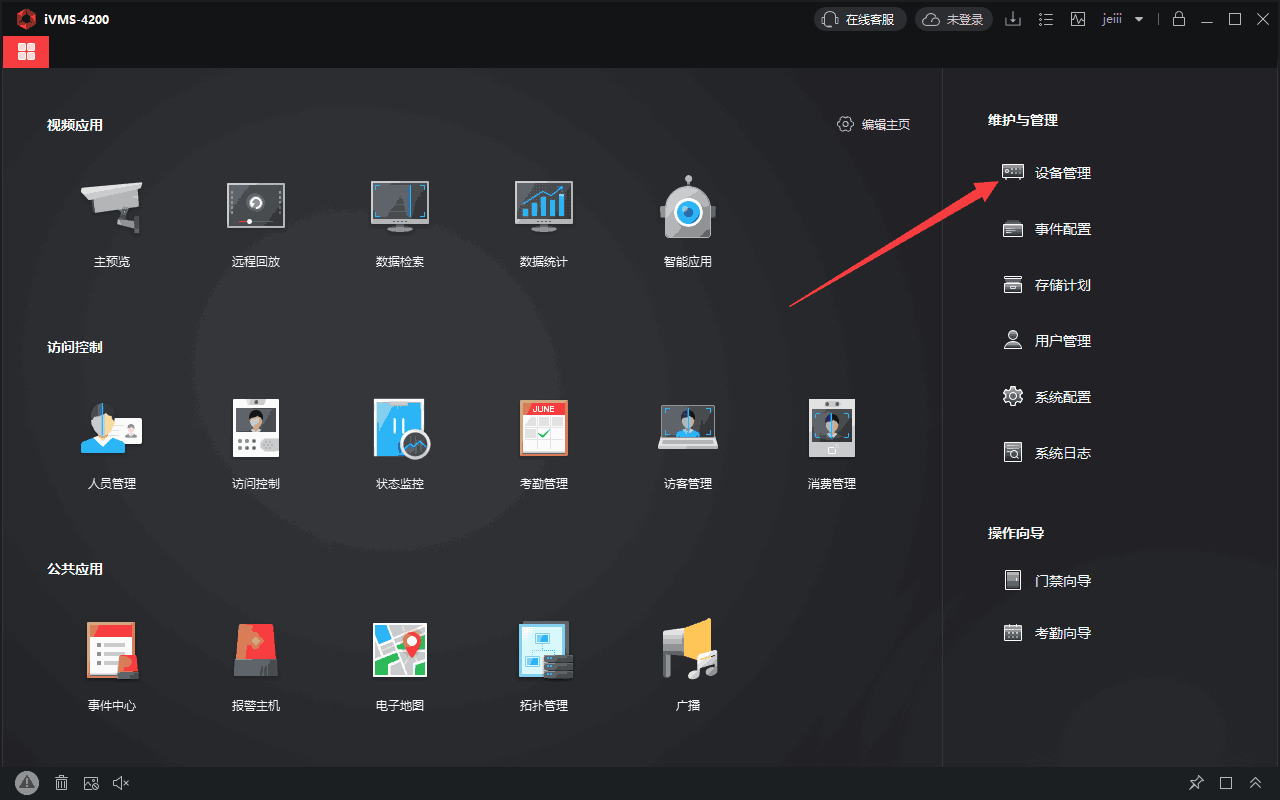 iVMS-4200
在线客服
未登录
jeiii
视频应用
编辑主页
主预览
远程回放
数据检索
数据统计
智能应用
访问控制
JUNE
人员管理
访问控制
状态监控
考勤管理
访客管理
消费管理
公共应用
事件中心
报警主机
电子地图
拓扑管理
广播
维护与管理
设备管理
事件配置
存储计划
用户管理
系统配置
系统日志
操作向导
门禁向导
考勤向导